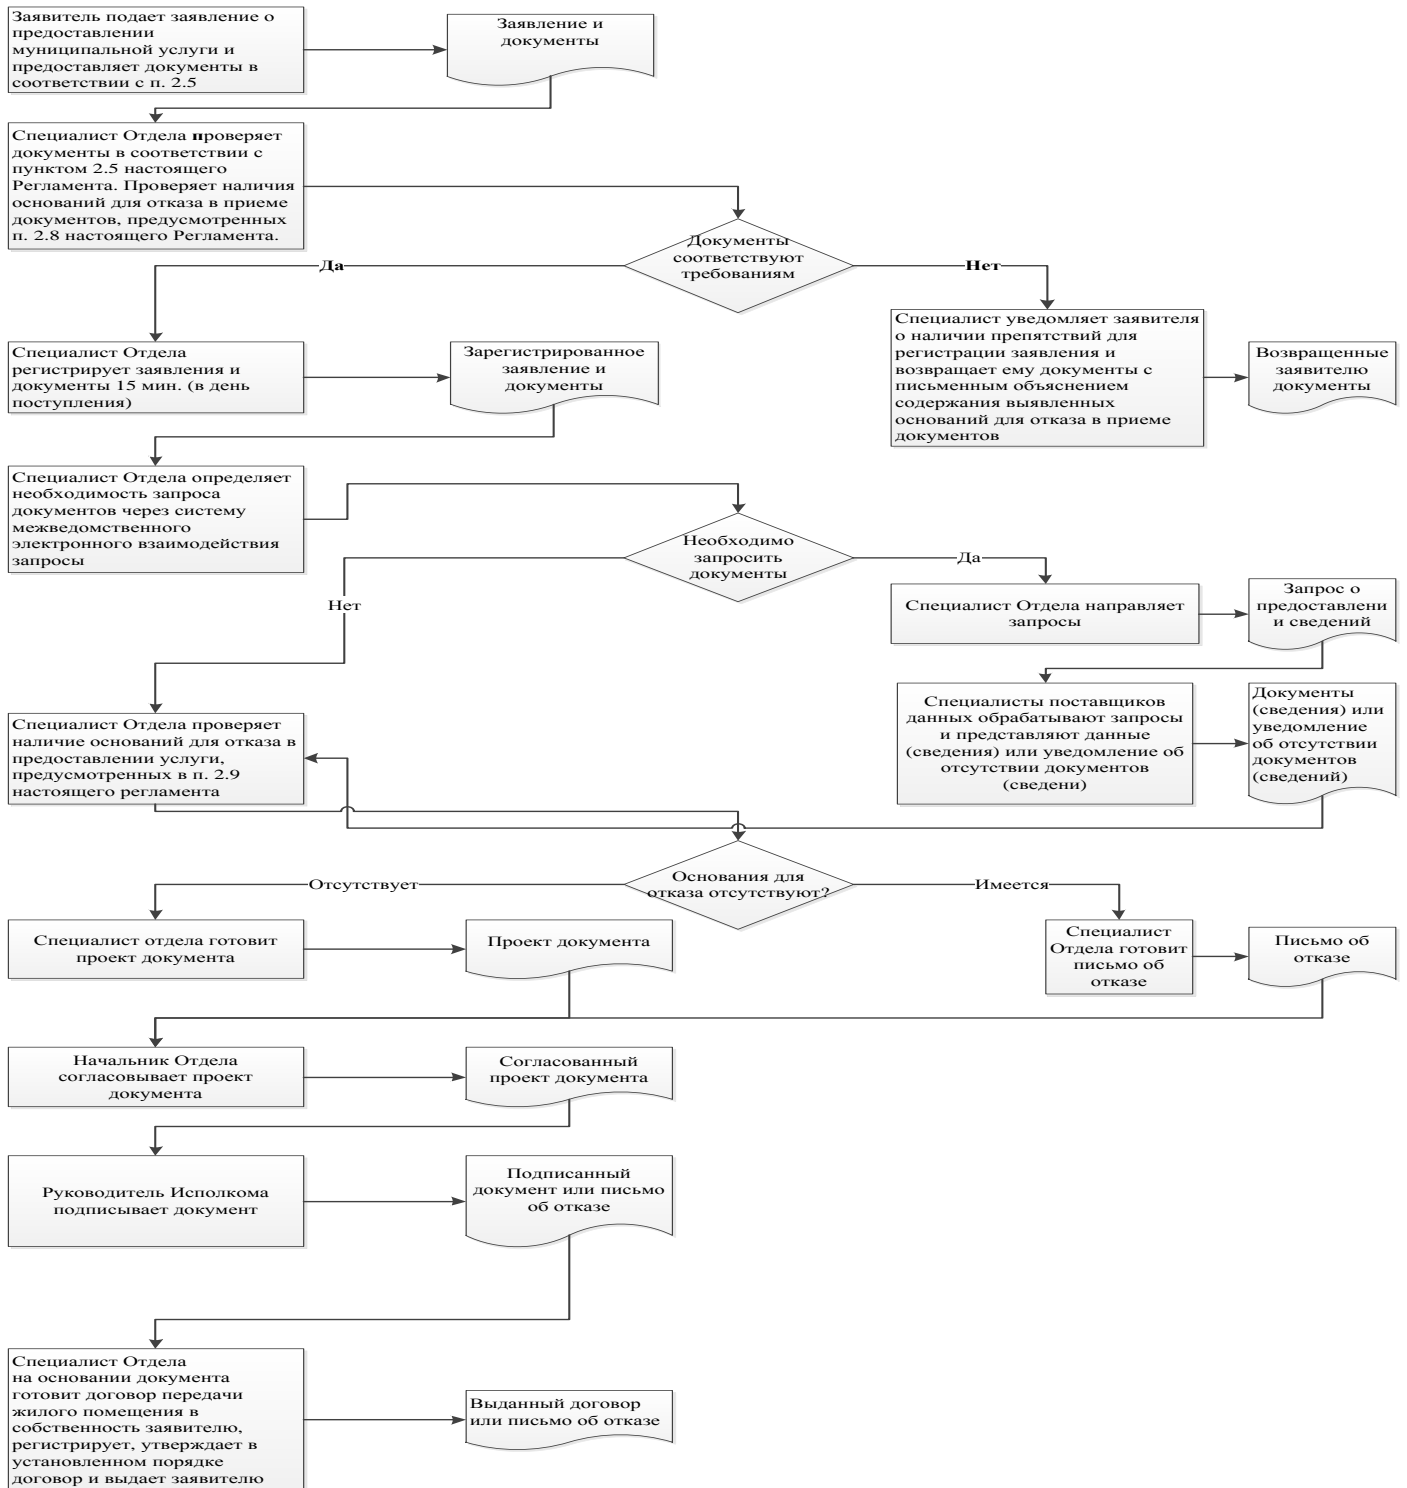 Заявитель подает заявление о
предоставлении
муниципальной услуги и
предоставляет документы в
соответствии с п. 2.5
Заявление и
документы
Специалист Отдела проверяет
документы в соответствии с
пунктом 2.5 настоящего
Регламента. Проверяет наличия
оснований для отказа в приеме
документов, предусмотренных
п. 2.8 настоящего Регламента.
Документы
соответствуют
требованиям
Да
Нет
Специалист Отдела
регистрирует заявления и
документы 15 мин. (в день
поступления)
Зарегистрированное
заявление и
документы
Специалист уведомляет заявителя
о наличии препятствий для
регистрации заявления и
возвращает ему документы с
письменным объяснением
содержания выявленных
оснований для отказа в приеме
документов
Возвращенные
заявителю
документы
Специалист Отдела определяет
необходимость запроса
документов через систему
межведомственного
электронного взаимодействия
запросы
Необходимо
запросить
документы
Да
Нет
Специалист Отдела направляет
запросы
Запрос о
предоставлени
и сведений
Специалисты поставщиков
данных обрабатывают запросы
и представляют данные
(сведения) или уведомление об
отсутствии документов
(сведени)
Документы
(сведения) или
уведомление
об отсутствии
документов
(сведений)
Специалист Отдела проверяет
наличие оснований для отказа в
предоставлении услуги,
предусмотренных в п. 2.9
настоящего регламента
Основания для
отказа отсутствуют?
Отсутствует
Имеется
Специалист отдела готовит
проект документа
Проект документа
Специалист
Отдела готовит
письмо об
отказе
Письмо об
отказе
Начальник Отдела
согласовывает проект
документа
Согласованный
проект документа
Руководитель Исполкома
подписывает документ
Подписанный
документ или письмо
об отказе
Специалист Отдела
на основании документа
готовит договор передачи
жилого помещения в
собственность заявителю,
регистрирует, утверждает в
установленном порядке
договор и выдает заявителю
Выданный договор
или письмо об отказе